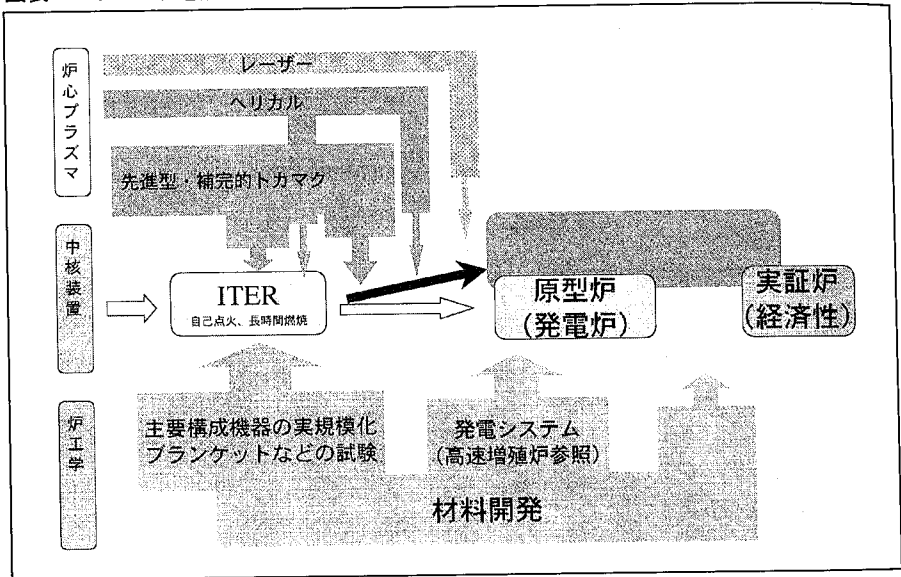 炉心プラズマ
レーザー
ヘリカル
先進型・補完的トカマク
中核装置
ITER
自己点火、長時間燃焼
原型炉
(発電炉)
実証炉
(経済性)
炉工学
主要構成機器の実規模化
ブランケットなどの試験
発電システム
(高速増殖炉参照)
材料開発